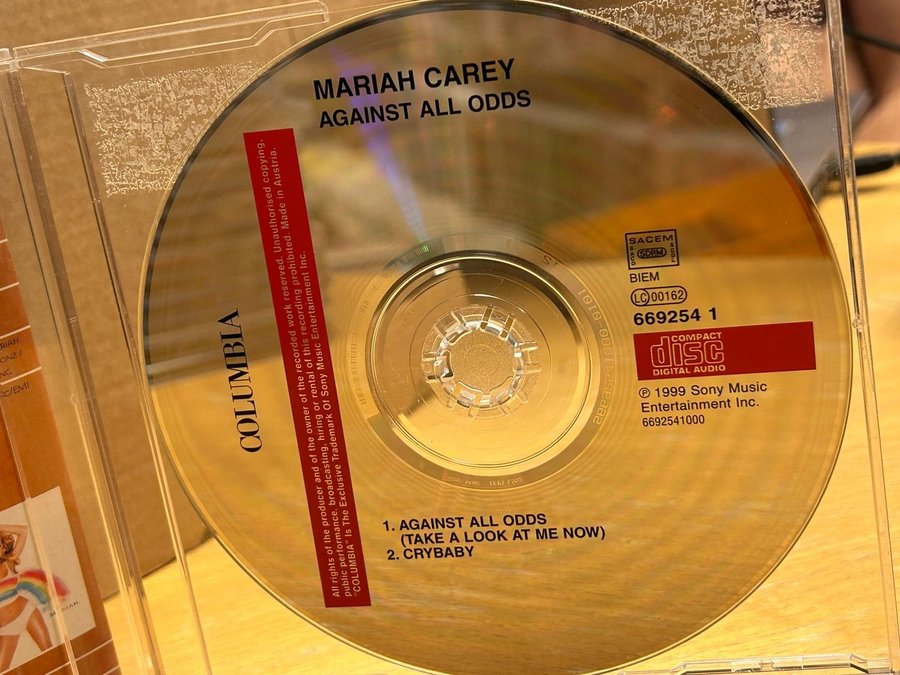 MARIAH CAREY
AGAINST ALL ODDS
COLUMBIA
All rights of the producer and of the owner of the recorded work reserved. Unauthorised copying,
public performance, broadcasting, hiring or rental of this recording prohibited. Made in Austria.
"COLUMBIA" Is The Exclusive Trademark Of Sony Music Entertainment Inc.
SACEM
SDRM
SACD
SGDL
BIEM
LC 00162
669254 1
COMPACT
disc
DIGITAL AUDIO
℗ 1999 Sony Music
Entertainment Inc.
6692541000
1. AGAINST ALL ODDS
(TAKE A LOOK AT ME NOW)
2. CRYBABY